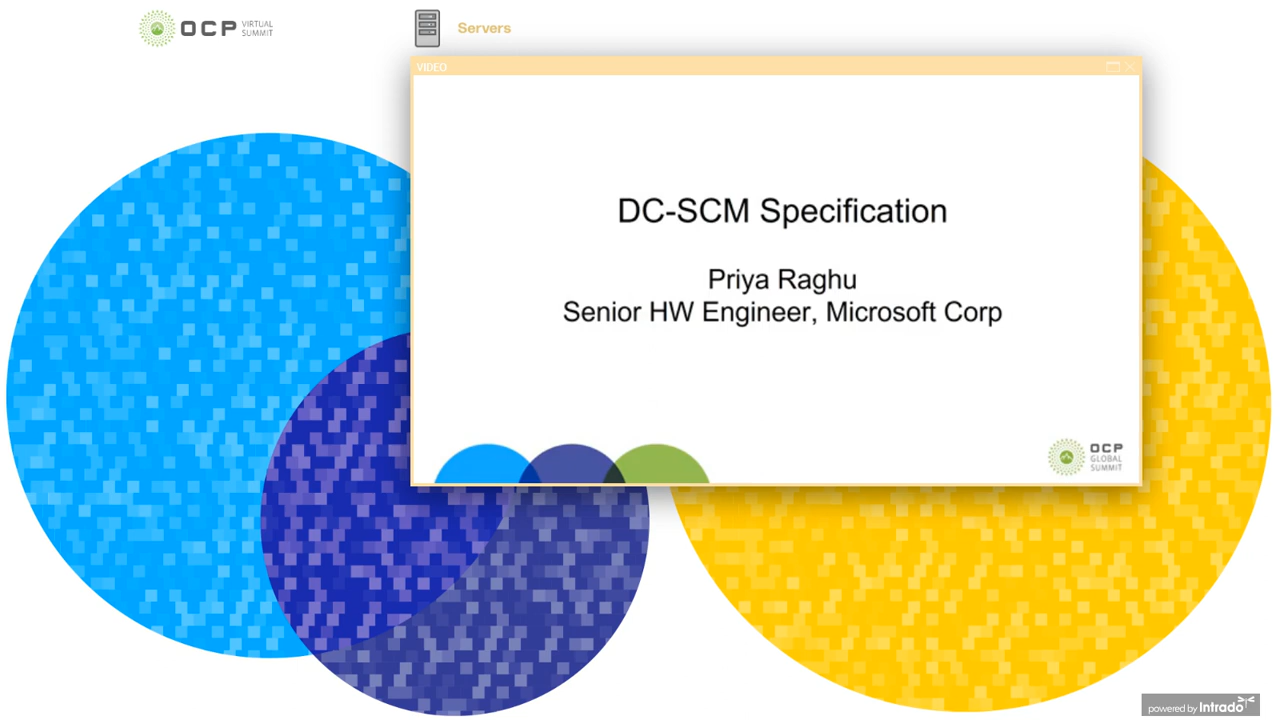 OCP VIRTUAL
SUMMIT
Servers
VIDEO
DC-SCM Specification
Priya Raghu
Senior HW Engineer, Microsoft Corp
OCP
GLOBAL
SUMMIT
powered by Intrado